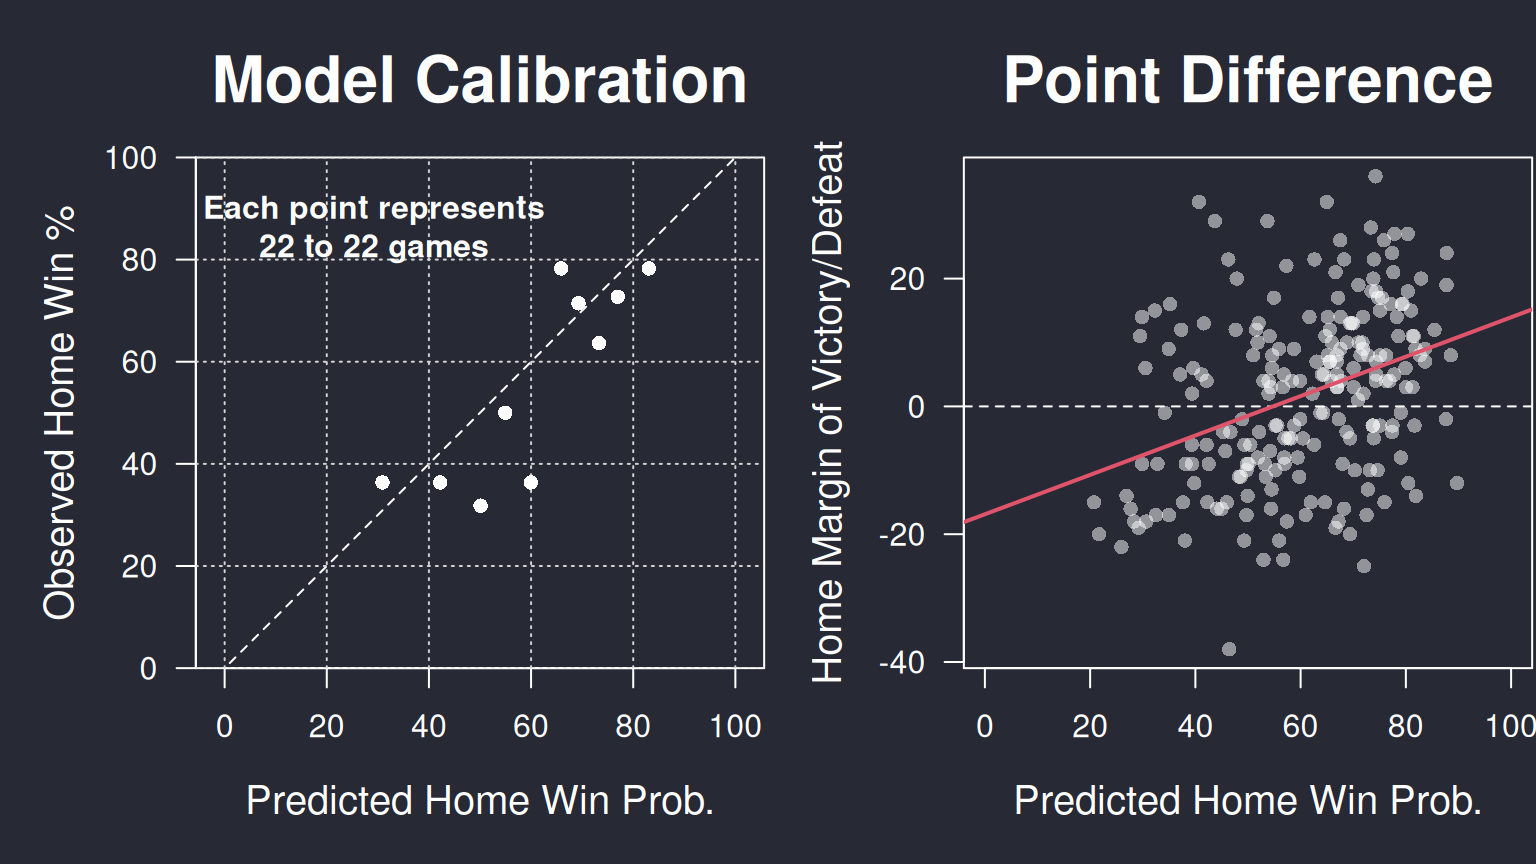 Model Calibration
Each point represents
22 to 22 games
Observed Home Win %
100
80
60
40
20
0
0 20 40 60 80 100
Predicted Home Win Prob.
Point Difference
Home Margin of Victory/Defeat
20
0
-20
-40
0 20 40 60 80 100
Predicted Home Win Prob.